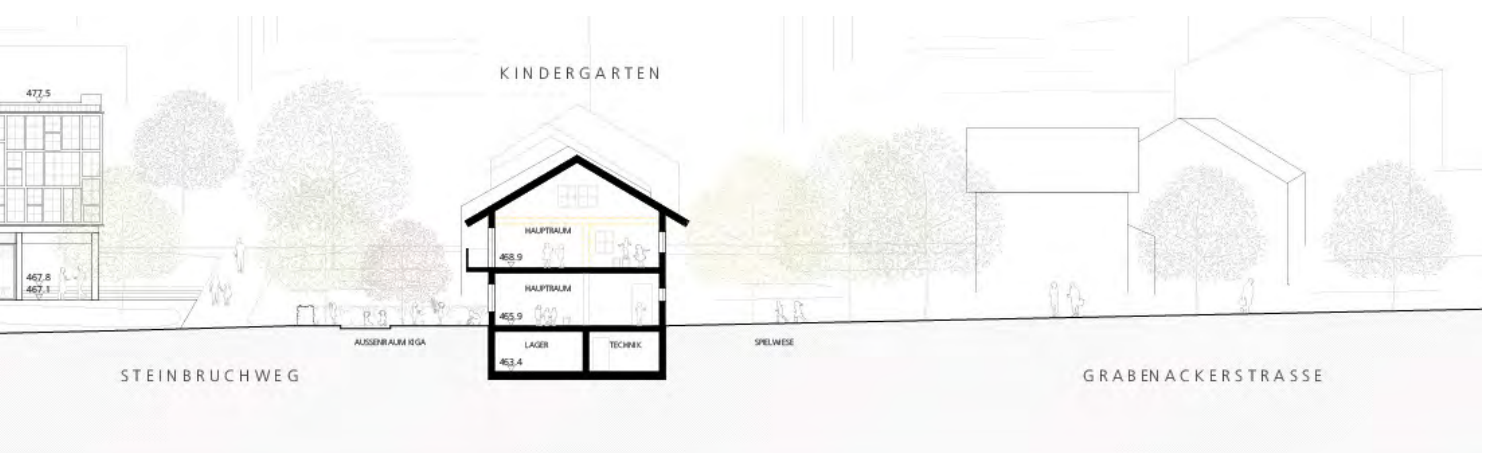 KINDERGARTEN
477.5
HAUPTRAUM
468.9
467.8
467.1
HAUPTRAUM
465.9
AUSSENRAUM KIGA
LAGER
TECHNIK
SPIELWIESE
463.4
STEINBRUCHWEG
GRABENACKERSTRASSE